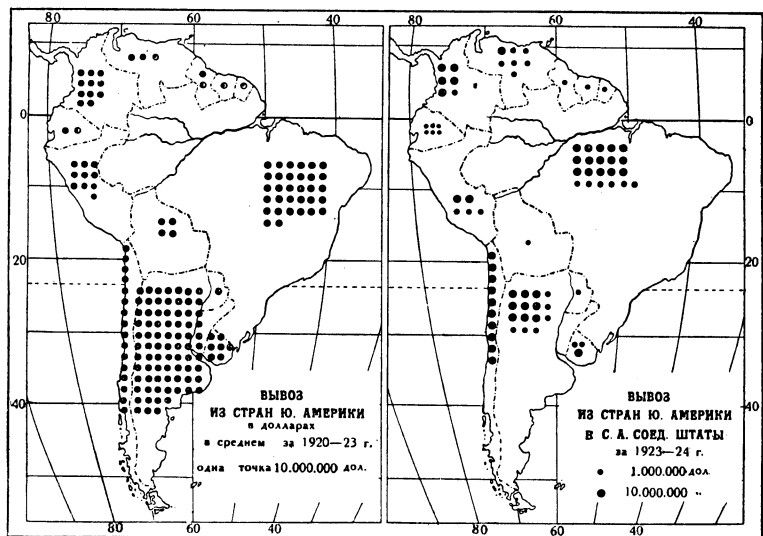 80
60
40
0
20
40
80
60
40
ВЫВОЗ
ИЗ СТРАН Ю. АМЕРИКИ
в долларах
в среднем за 1920—23 г.
одна точка 10.000.000 дол.
80
60
40
0
20
40
80
60
40
ВЫВОЗ
ИЗ СТРАН Ю. АМЕРИКИ
В С. А. СОЕД. ШТАТЫ
за 1923—24 г.
1.000.000 дол.
10.000.000 „